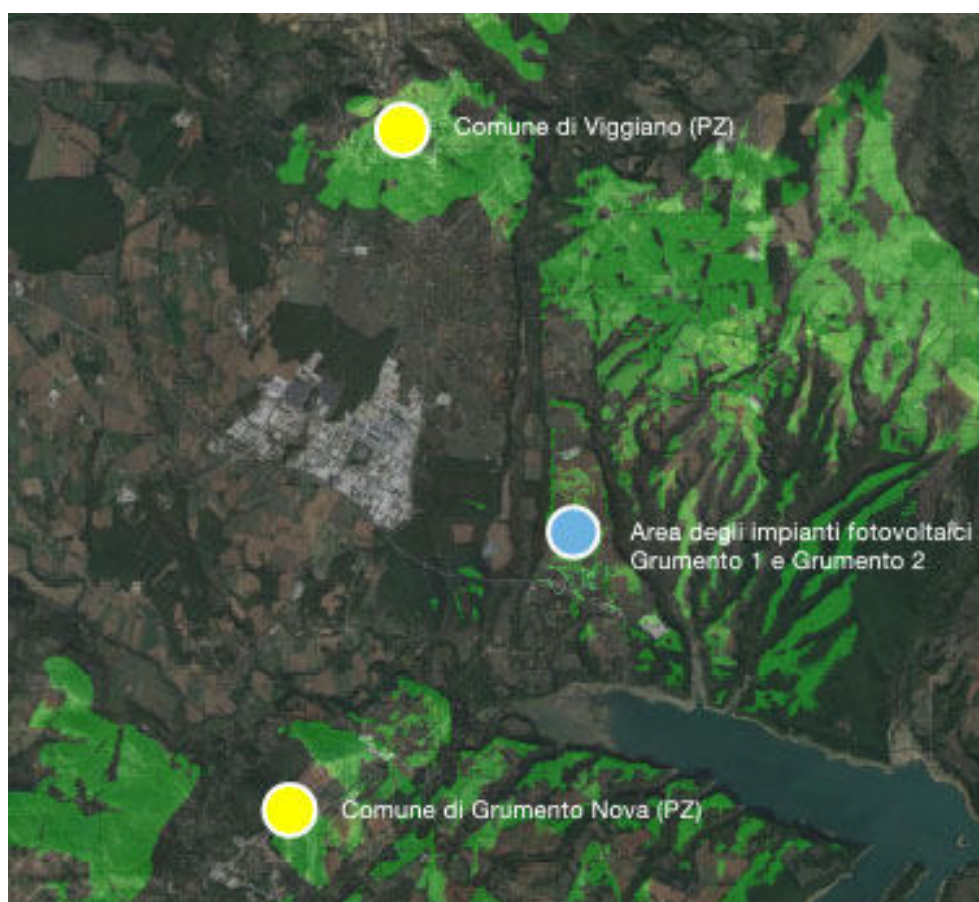 Comune di Viggiano (PZ)
Area degli impianti fotovoltaici
Grumento 1 e Grumento 2
Comune di Grumento Nova (PZ)